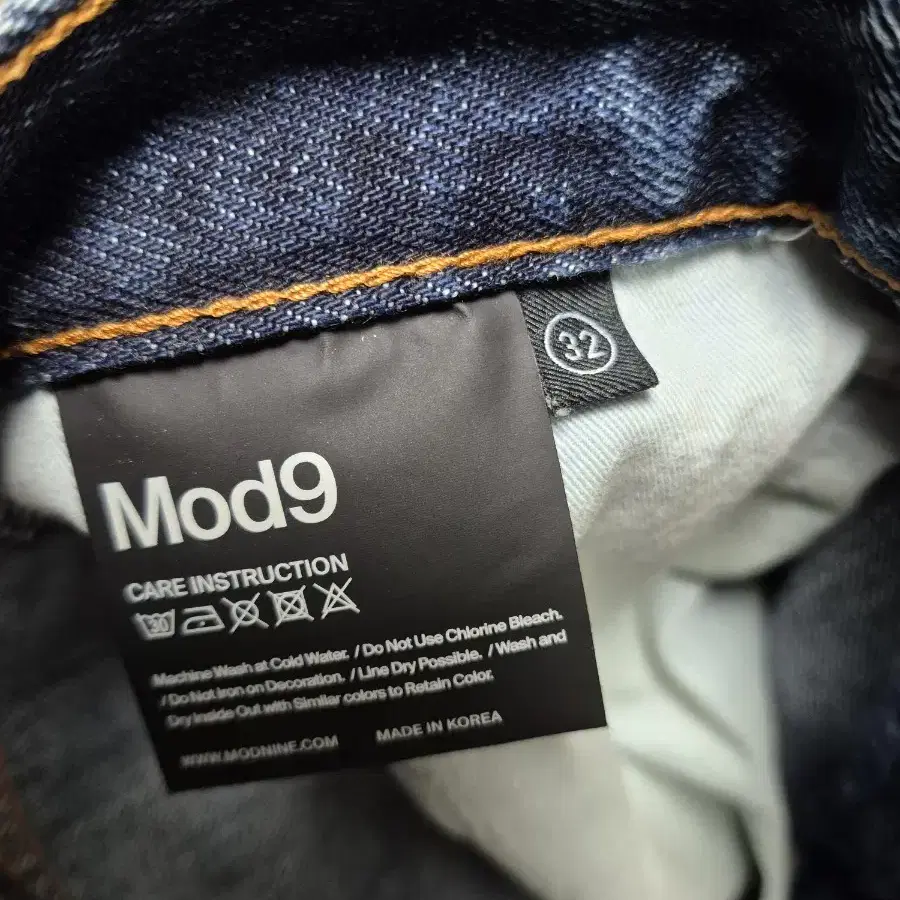 32
Mod9
CARE INSTRUCTION
30
Machine Wash at Cold Water. / Do Not Use Chlorine Bleach.
/ Do Not Iron on Decoration. / Line Dry Possible. / Wash and
Dry Inside Out with Similar colors to Retain Color.
WWW.MODNINE.COM MADE IN KOREA